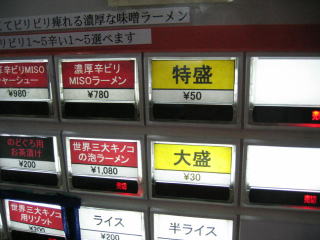 てビリビリ痺れる濃厚な味噌ラーメン
ビリ1～5辛い1～5選べます
厚辛ビリMISO
ャーシュー
¥980
濃厚辛ビリ
MISOラーメン
¥780
特盛
¥50
のどぐろ用
お茶漬け
¥200
世界三大キノコ
の泡ラーメン
¥1,080
売切
大盛
¥30
売切
世界三大キノコ
用リゾット
¥300
ライス
¥200
半ライス